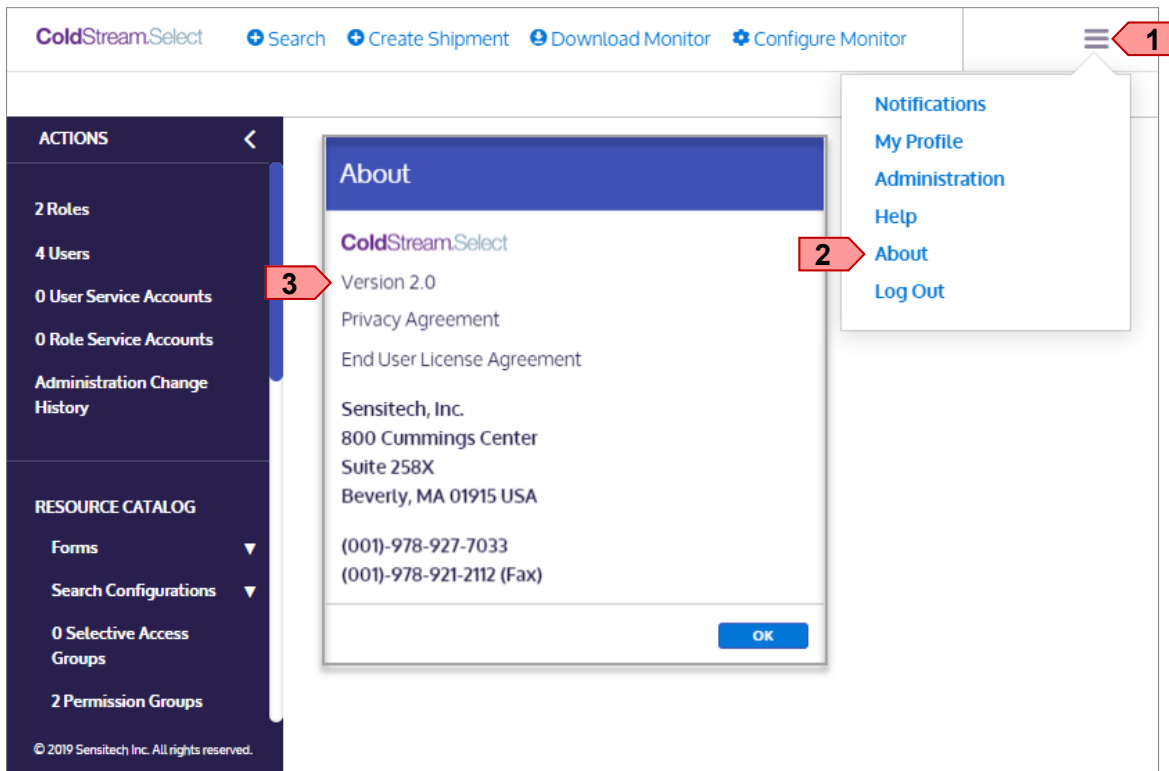 ColdStream.Select
Search
Create Shipment
Download Monitor
Configure Monitor
1
Notifications
My Profile
Administration
Help
2
About
Log Out
ACTIONS
2 Roles
4 Users
0 User Service Accounts
0 Role Service Accounts
Administration Change
History
RESOURCE CATALOG
Forms
Search Configurations
0 Selective Access
Groups
2 Permission Groups
© 2019 Sensitech Inc. All rights reserved.
About
ColdStream.Select
3
Version 2.0
Privacy Agreement
End User License Agreement
Sensitech, Inc.
800 Cummings Center
Suite 258X
Beverly, MA 01915 USA
(001)-978-927-7033
(001)-978-921-2112 (Fax)
OK